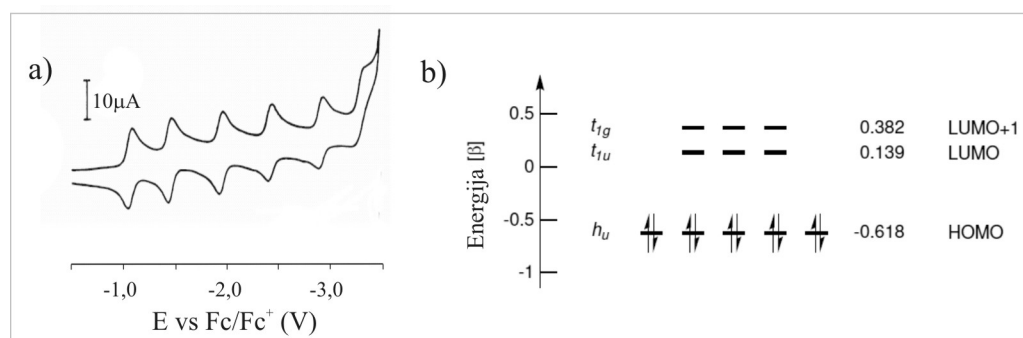 a)
10μA
-1,0
-2,0
-3,0
E vs Fc/Fc⁺ (V)
b)
Energija [β]
0.5
0
-0.5
-1
t1g
0.382
LUMO+1
t1u
0.139
LUMO
hu
-0.618
HOMO